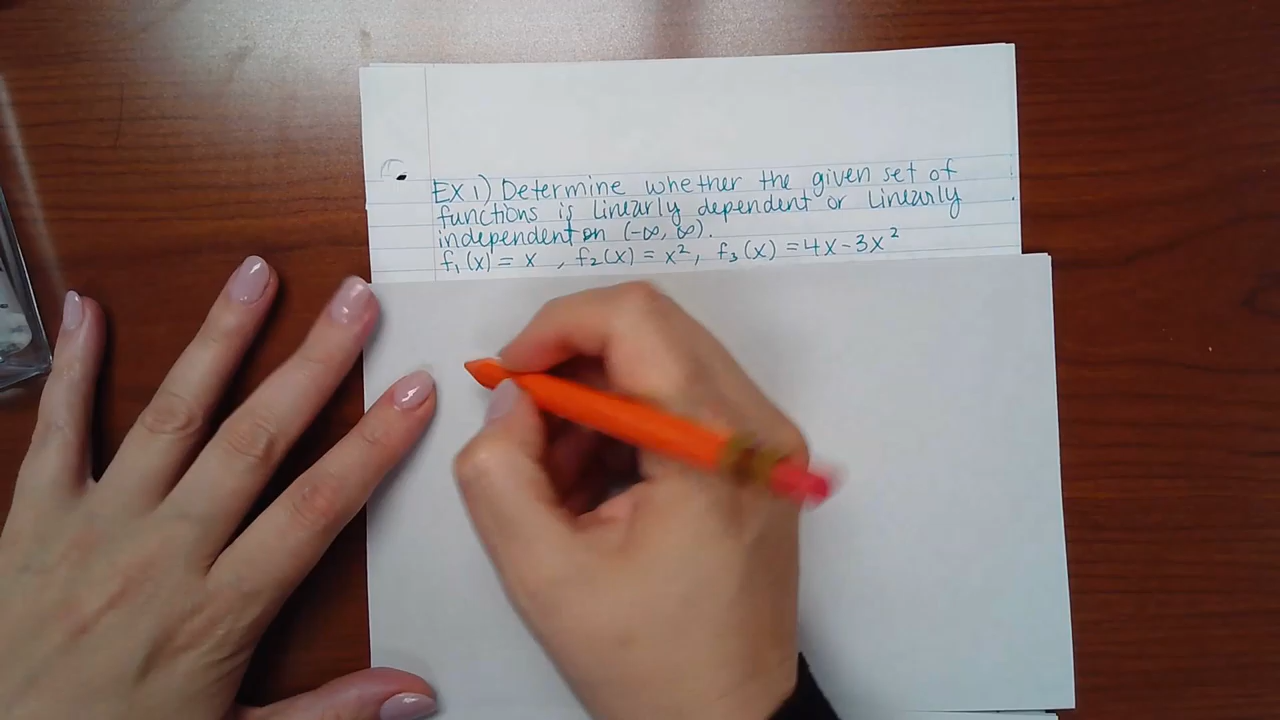 EX 1) Determine whether the given set of
functions is linearly dependent or linearly
independent on (-∞, ∞).
f₁(x) = x , f₂(x) = x², f₃(x) = 4x-3x²